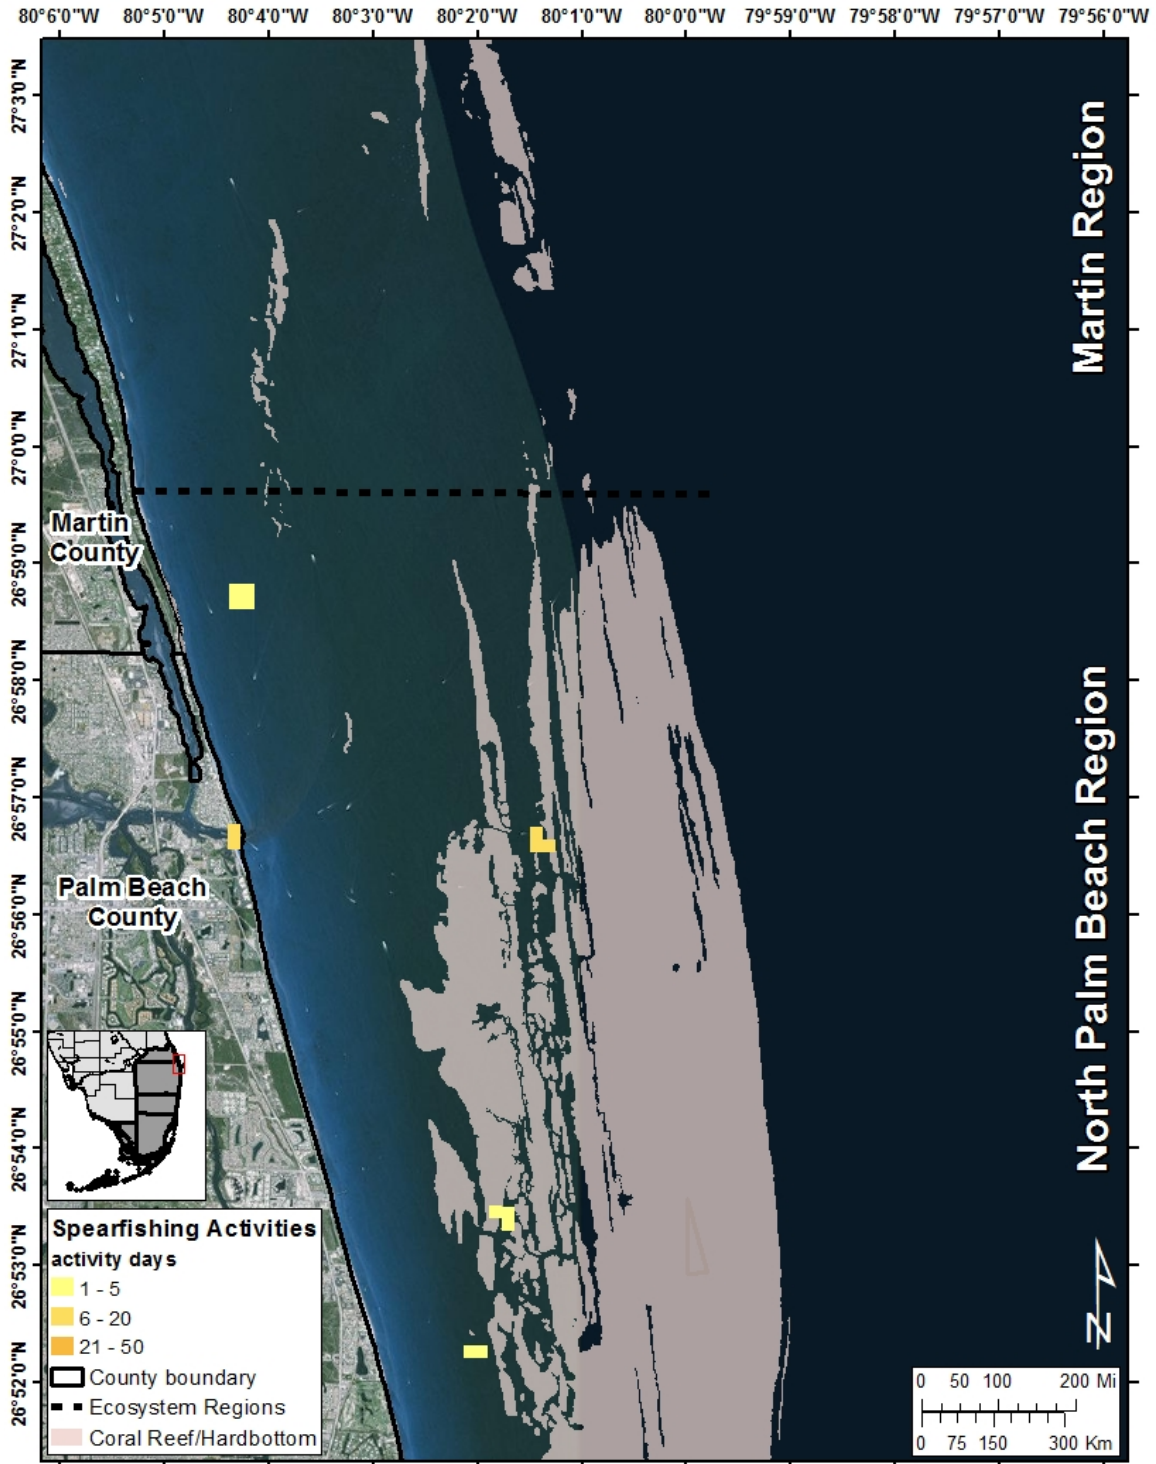 80°6'0"W 80°5'0"W 80°4'0"W 80°3'0"W 80°2'0"W 80°1'0"W 80°0'0"W 79°59'0"W 79°58'0"W 79°57'0"W 79°56'0"W
27°3'0"N
27°2'0"N
27°1'0"N
27°0'0"N
26°59'0"N
26°58'0"N
26°57'0"N
26°56'0"N
26°55'0"N
26°54'0"N
26°53'0"N
26°52'0"N
Martin Region
North Palm Beach Region
Martin
County
Palm Beach
County
Spearfishing Activities
activity days
1 - 5
6 - 20
21 - 50
County boundary
Ecosystem Regions
Coral Reef/Hardbottom
N
0 50 100 200 Mi
0 75 150 300 Km